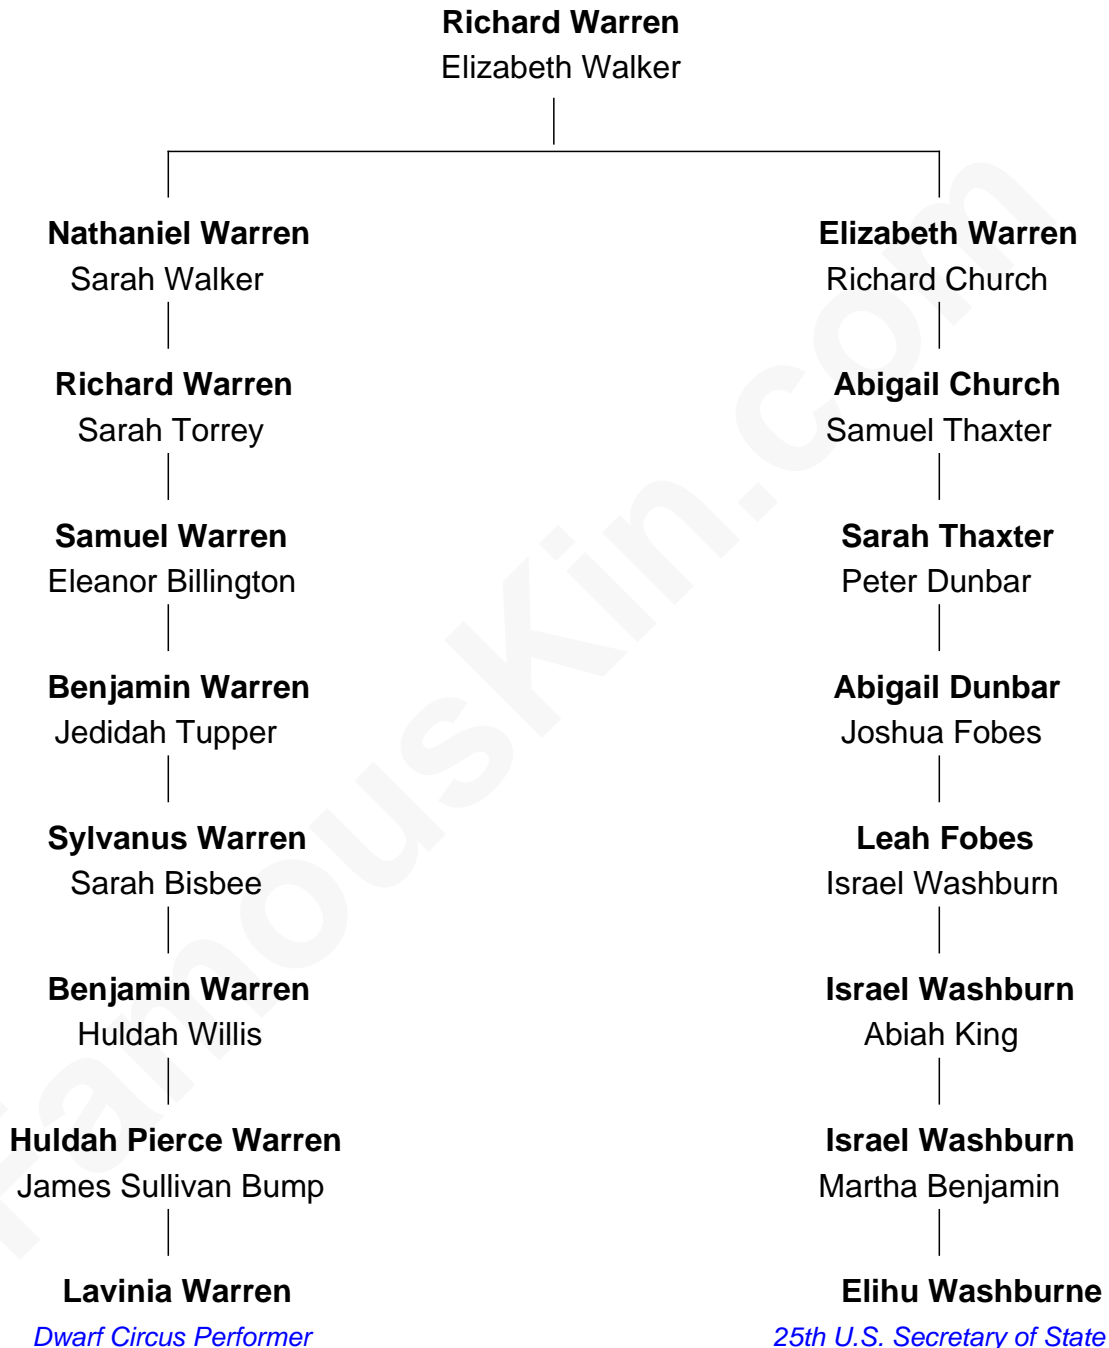 Richard Warren
Elizabeth Walker
Nathaniel Warren
Sarah Walker
Elizabeth Warren
Richard Church
Richard Warren
Sarah Torrey
Abigail Church
Samuel Thaxter
Samuel Warren
Eleanor Billington
Sarah Thaxter
Peter Dunbar
Benjamin Warren
Jedidah Tupper
Abigail Dunbar
Joshua Fobes
Sylvanus Warren
Sarah Bisbee
Leah Fobes
Israel Washburn
Benjamin Warren
Huldah Willis
Israel Washburn
Abiah King
Huldah Pierce Warren
James Sullivan Bump
Israel Washburn
Martha Benjamin
Lavinia Warren
Dwarf Circus Performer
Elihu Washburne
25th U.S. Secretary of State
FamousKin.com